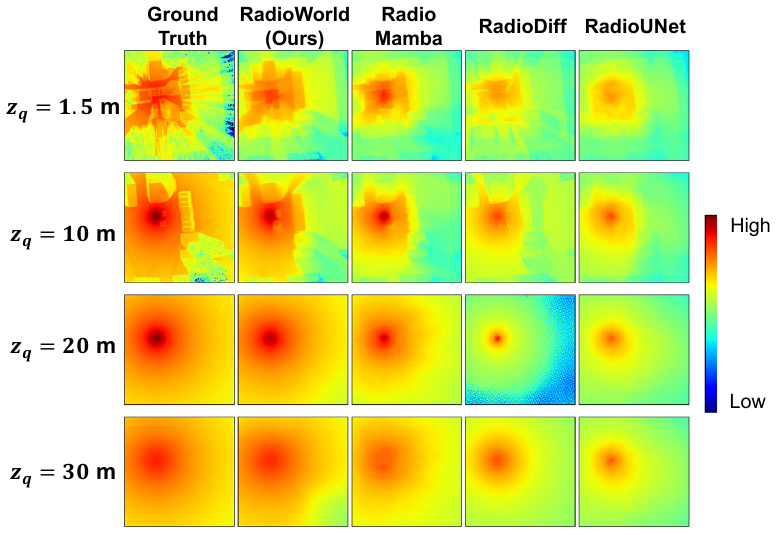 Ground Truth
RadioWorld (Ours)
Radio Mamba
RadioDiff
RadioUNet
z_q = 1.5 m
z_q = 10 m
z_q = 20 m
z_q = 30 m
High
Low